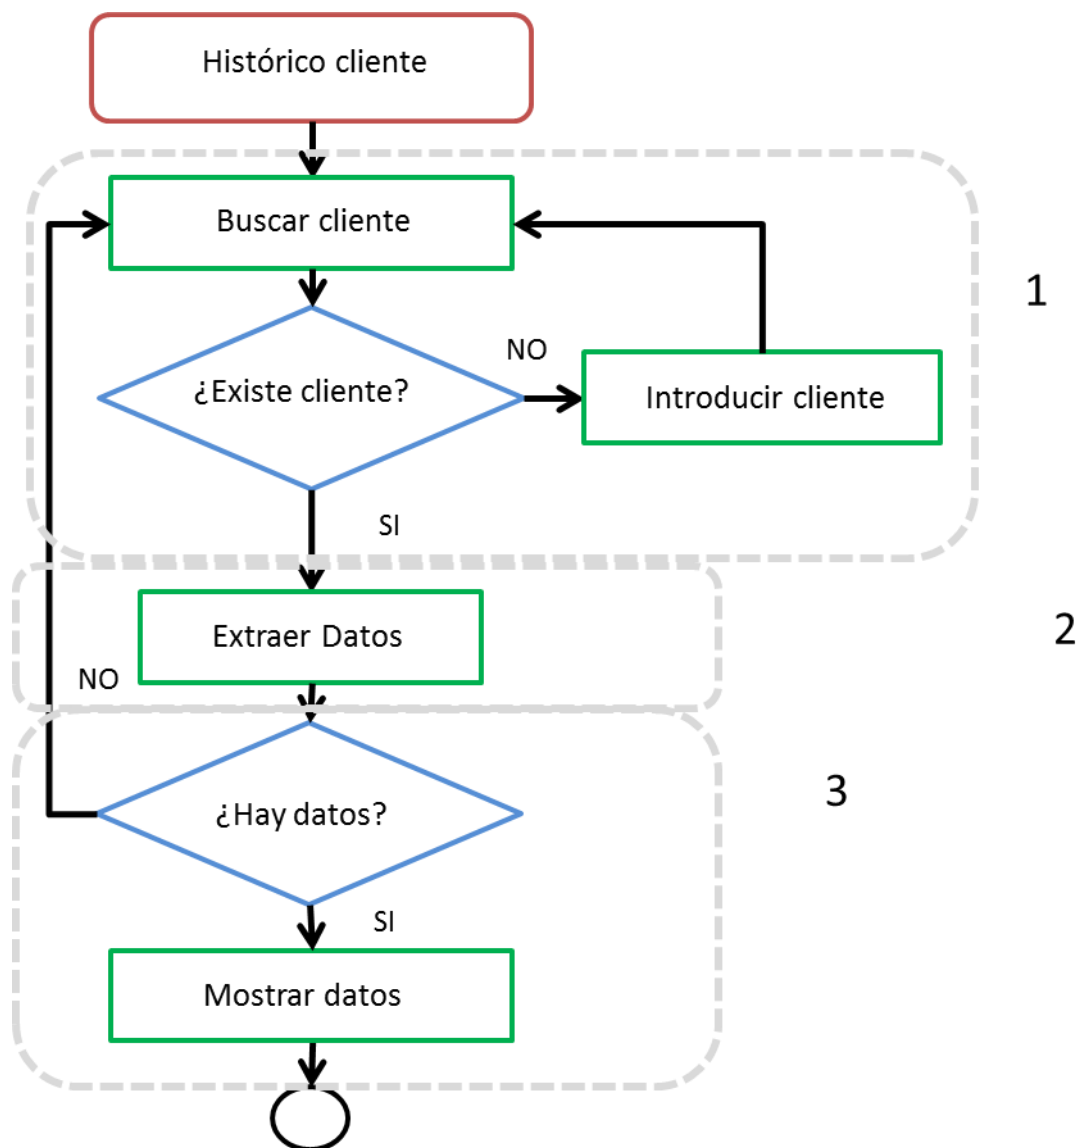 Histórico cliente
Buscar cliente
1
NO
¿Existe cliente?
Introducir cliente
SI
Extraer Datos
2
NO
¿Hay datos?
3
SI
Mostrar datos